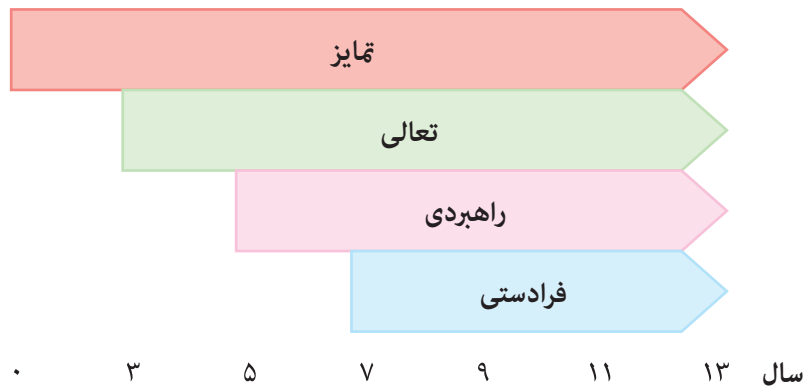 تمایز
تعالی
راهبردی
فرادستی
۰ ۳ ۵ ۷ ۹ ۱۱ ۱۳ سال